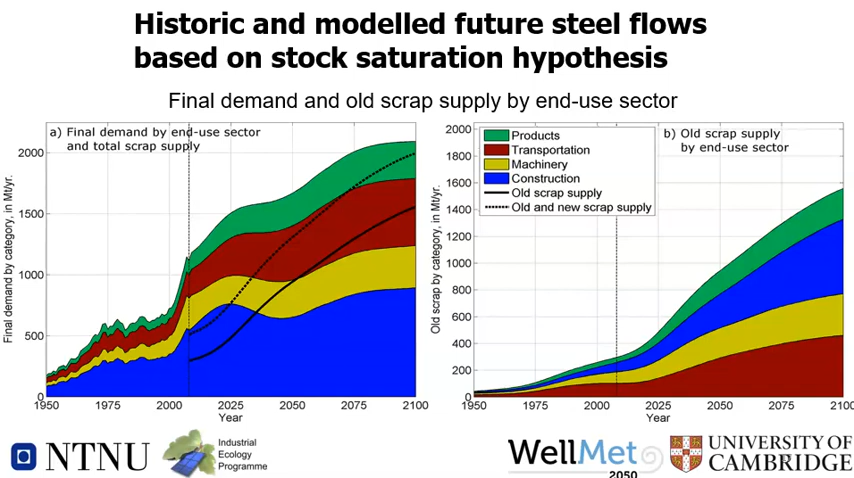 Historic and modelled future steel flows
based on stock saturation hypothesis
Final demand and old scrap supply by end-use sector
a) Final demand by end-use sector
and total scrap supply
Final demand by category, in Mt/yr.
2000
1500
1000
500
0
1950
1975
2000
2025
2050
2075
2100
Year
b) Old scrap supply
by end-use sector
Products
Transportation
Machinery
Construction
Old scrap supply
Old and new scrap supply
Old scrap by category, in Mt/yr.
2000
1800
1600
1400
1200
1000
800
600
400
200
0
1950
1975
2000
2025
2050
2075
2100
Year
NTNU
Industrial
Ecology
Programme
WellMet
2050
UNIVERSITY OF
CAMBRIDGE